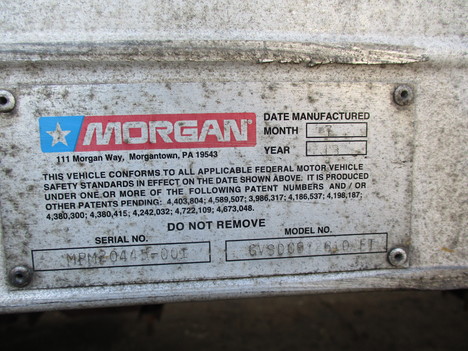 MORGAN®
111 Morgan Way, Morgantown, PA 19543
DATE MANUFACTURED
MONTH
YEAR
THIS VEHICLE CONFORMS TO ALL APPLICABLE FEDERAL MOTOR VEHICLE
SAFETY STANDARDS IN EFFECT ON THE DATE SHOWN ABOVE. IT IS PRODUCED
UNDER ONE OR MORE OF THE FOLLOWING PATENT NUMBERS AND / OR
OTHER PATENTS PENDING: 4,403,804; 4,589,507; 3,986,317; 4,186,537; 4,198,187;
4,380,300; 4,380,415; 4,242,032; 4,722,109; 4,673,048.
DO NOT REMOVE
SERIAL NO.
MODEL NO.